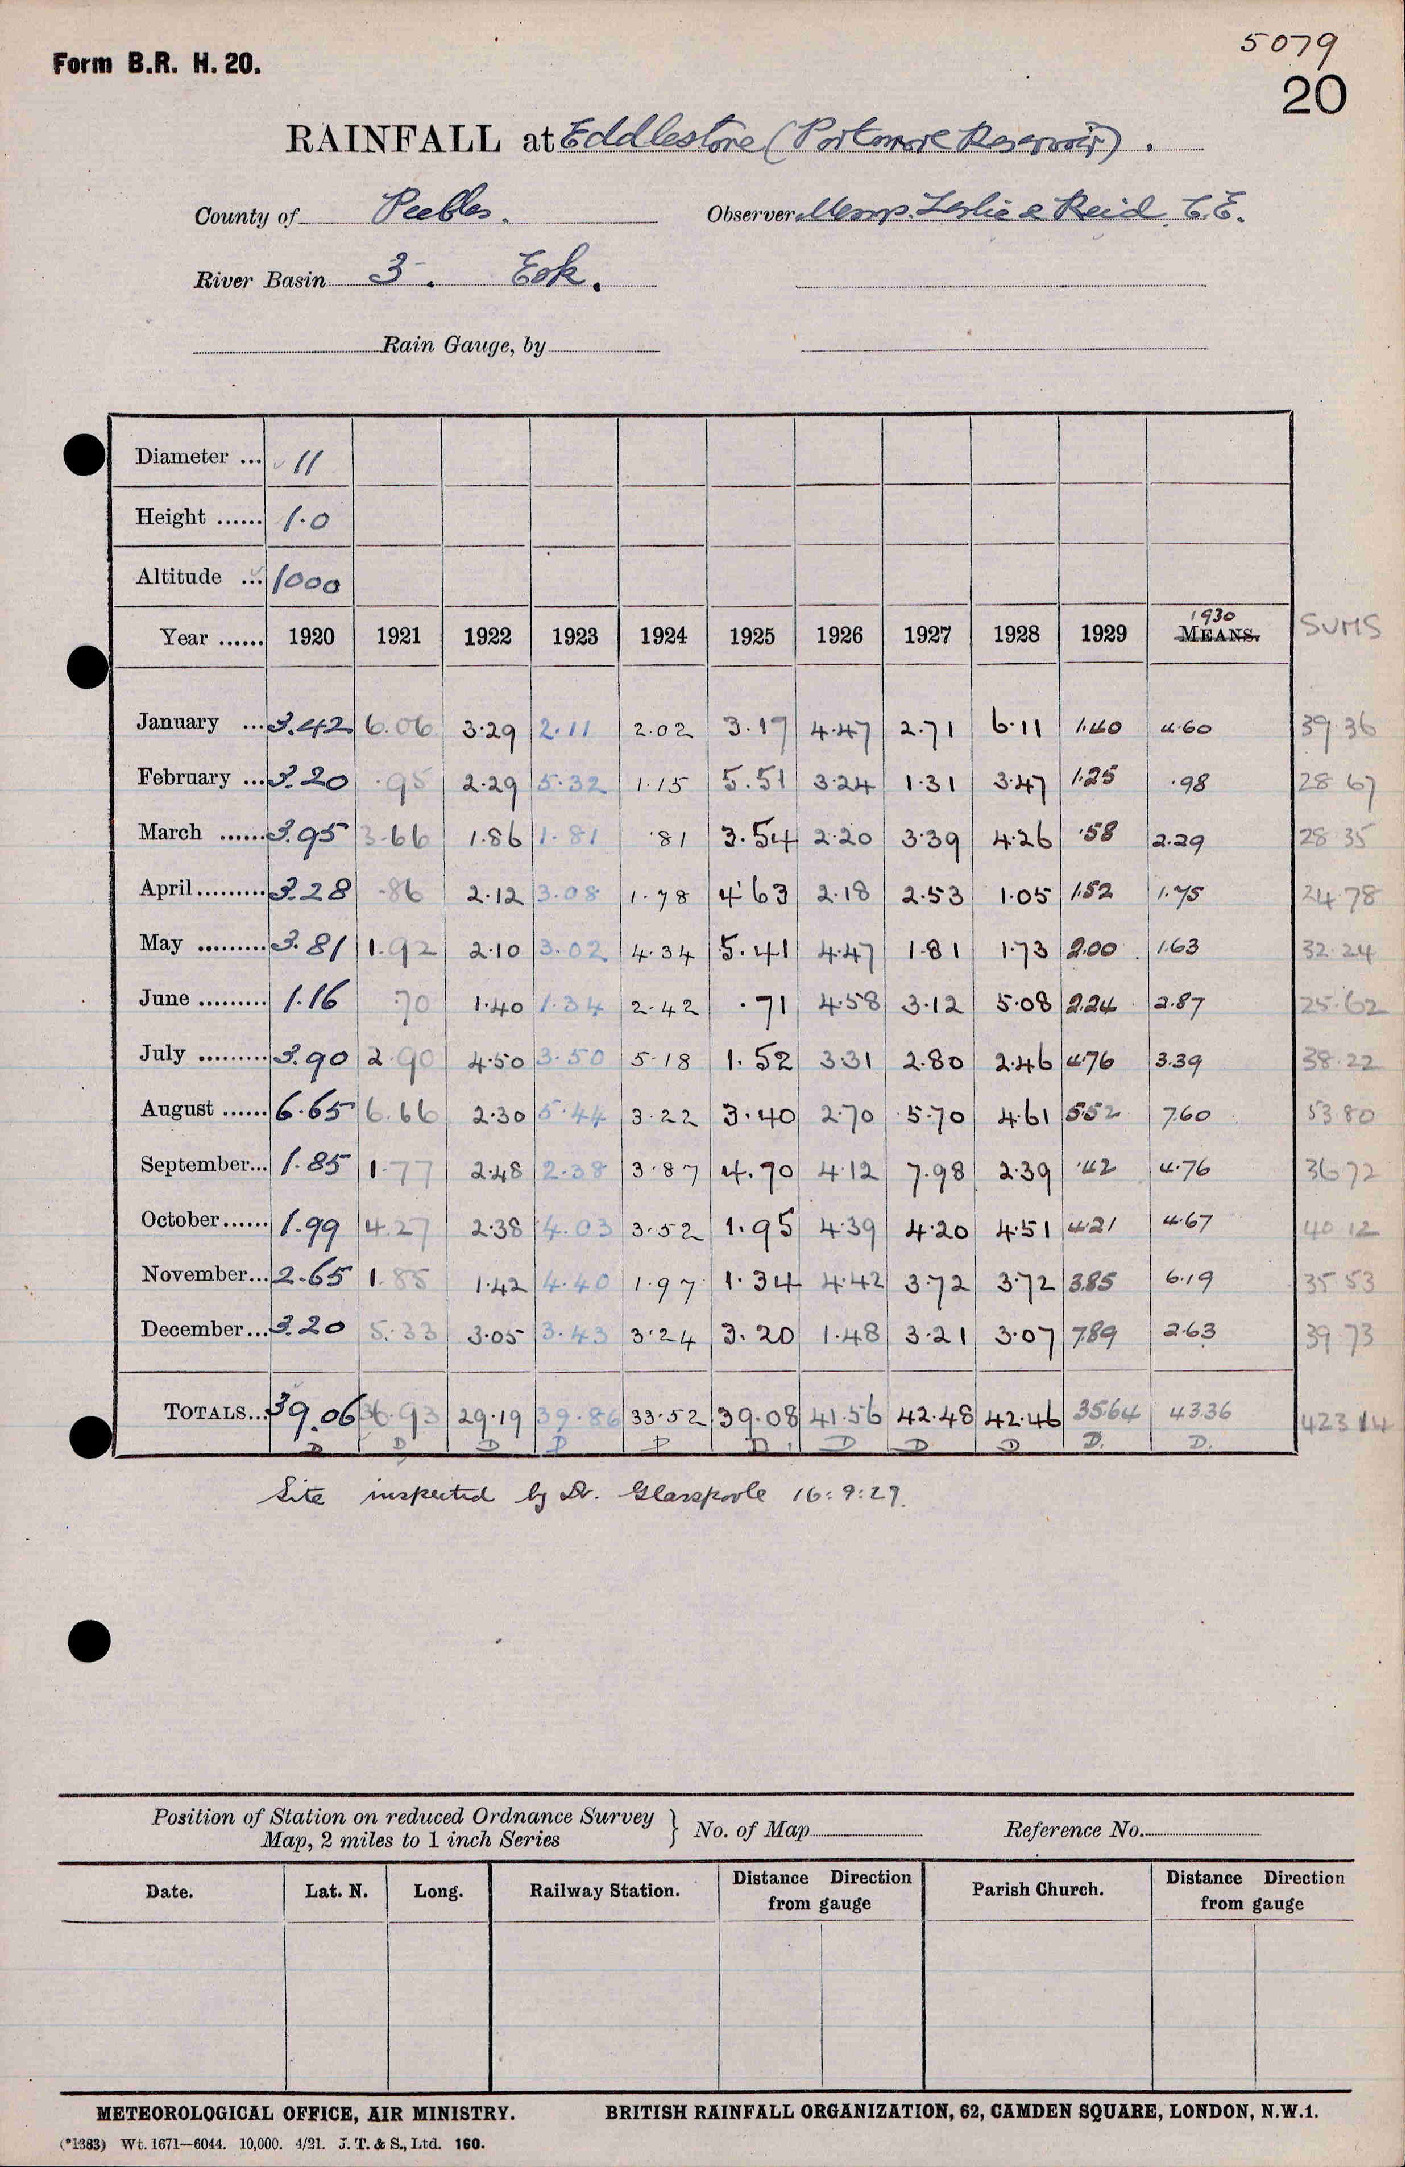 5079
Form B.R. H. 20.
20
RAINFALL at Eddlestone (Portmore Reservoir).
County of Peebles. Observer Messrs. Leslie & Reid C.E.
River Basin 3. Esk.
Rain Gauge, by
Diameter ... 11
Height ...... 1.0
Altitude ... 1000
1930
Year ...... 1920 1921 1922 1923 1924 1925 1926 1927 1928 1929 MEANS. SUMS
January ... 3.42 6.06 3.29 2.11 2.02 3.17 4.47 2.71 6.11 1.40 4.60 39.36
February ... 3.20 .95 2.29 5.32 1.15 5.51 3.24 1.31 3.47 1.25 .98 28.67
March ...... 3.95 3.66 1.86 1.81 .81 3.54 2.20 3.39 4.26 .58 2.29 28.35
April ......... 3.28 .86 2.12 3.08 1.78 4.63 2.18 2.53 1.05 1.52 1.75 24.78
May ......... 3.81 1.92 2.10 3.02 4.34 5.41 4.47 1.81 1.73 2.00 1.63 32.24
June ......... 1.16 .70 1.40 1.34 2.42 .71 4.58 3.12 5.08 2.24 2.87 25.62
July ......... 3.90 2.90 4.50 3.50 5.18 1.52 3.31 2.80 2.46 4.76 3.39 38.22
August ...... 6.65 6.66 2.30 5.44 3.22 3.40 2.70 5.70 4.61 5.52 7.60 53.80
September... 1.85 1.77 2.48 2.38 3.87 4.70 4.12 7.98 2.39 .42 4.76 36.72
October...... 1.99 4.27 2.38 4.03 3.52 1.95 4.39 4.20 4.51 4.21 4.67 40.12
November... 2.65 1.85 1.42 4.40 1.97 1.34 4.42 3.72 3.72 3.85 6.19 35.53
December... 3.20 5.33 3.05 3.43 3.24 3.20 1.48 3.21 3.07 7.89 2.63 39.73
TOTALS... 39.06 36.93 29.19 39.86 33.52 39.08 41.56 42.48 42.46 35.64 43.36 423.14
D D D D D D D D D D. D.
Site inspected by Dr. Glasspoole 16:9:27.
Position of Station on reduced Ordnance Survey
Map, 2 miles to 1 inch Series } No. of Map Reference No.
Date. Lat. N. Long. Railway Station. Distance Direction from gauge Parish Church. Distance Direction from gauge
METEOROLOGICAL OFFICE, AIR MINISTRY. BRITISH RAINFALL ORGANIZATION, 62, CAMDEN SQUARE, LONDON, N.W.1.
(*1383) Wt. 1671—6044. 10,000. 4/21. J. T. & S., Ltd. 160.